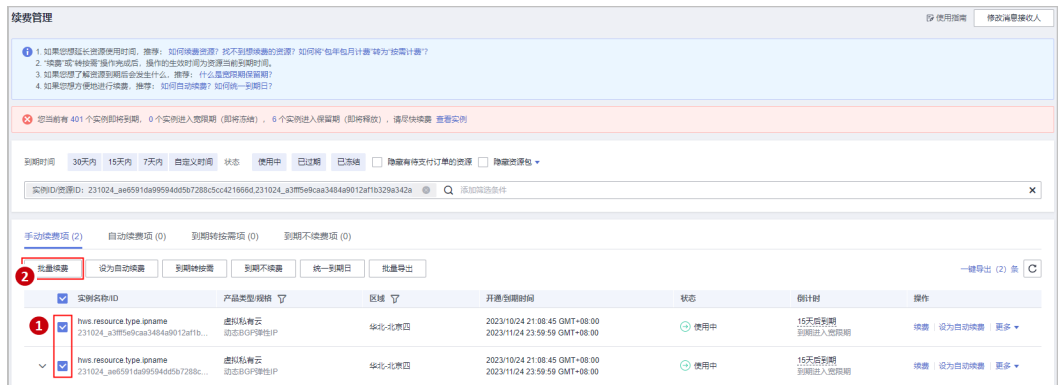 续费管理
使用指南 修改消息接收人
1. 如果您想延长资源使用时间，推荐： 如何续费资源？找不到想续费的资源？如何将"包年包月计费"转为"按需计费"？
2. "续费"或"转按需"操作完成后，操作的生效时间为资源当前到期时间。
3. 如果您想了解资源到期后会发生什么，推荐： 什么是宽限期保留期？
4. 如果您想方便地进行续费，推荐： 如何自动续费？如何统一到期日？
您当前有 401 个实例即将到期， 0 个实例进入宽限期（即将冻结）， 6 个实例进入保留期（即将释放），请尽快续费 查看实例
到期时间 30天内 15天内 7天内 自定义时间 状态 使用中 已过期 已冻结 隐藏有待支付订单的资源 隐藏资源包
实例ID/资源ID： 231024_ae6591da99594dd5b7288c5cc421666d,231024_a3fff5e9caa3484a9012af1b329a342a 添加筛选条件
手动续费项 (2) 自动续费项 (0) 到期转按需项 (0) 到期不续费项 (0)
2 批量续费 设为自动续费 到期转按需 到期不续费 统一到期日 批量导出 一键导出（2）条
实例名称/ID 产品类型/规格 区域 开通/到期时间 状态 倒计时 操作
1 hws.resource.type.ipname 虚拟私有云 华北-北京四 2023/10/24 21:08:45 GMT+08:00 使用中 15天后到期 续费 设为自动续费 更多
231024_a3fff5e9caa3484a9012af1b... 动态BGP弹性IP 2023/11/24 23:59:59 GMT+08:00 到期进入宽限期
hws.resource.type.ipname 虚拟私有云 华北-北京四 2023/10/24 21:08:45 GMT+08:00 使用中 15天后到期 续费 设为自动续费 更多
231024_ae6591da99594dd5b7288c... 动态BGP弹性IP 2023/11/24 23:59:59 GMT+08:00 到期进入宽限期